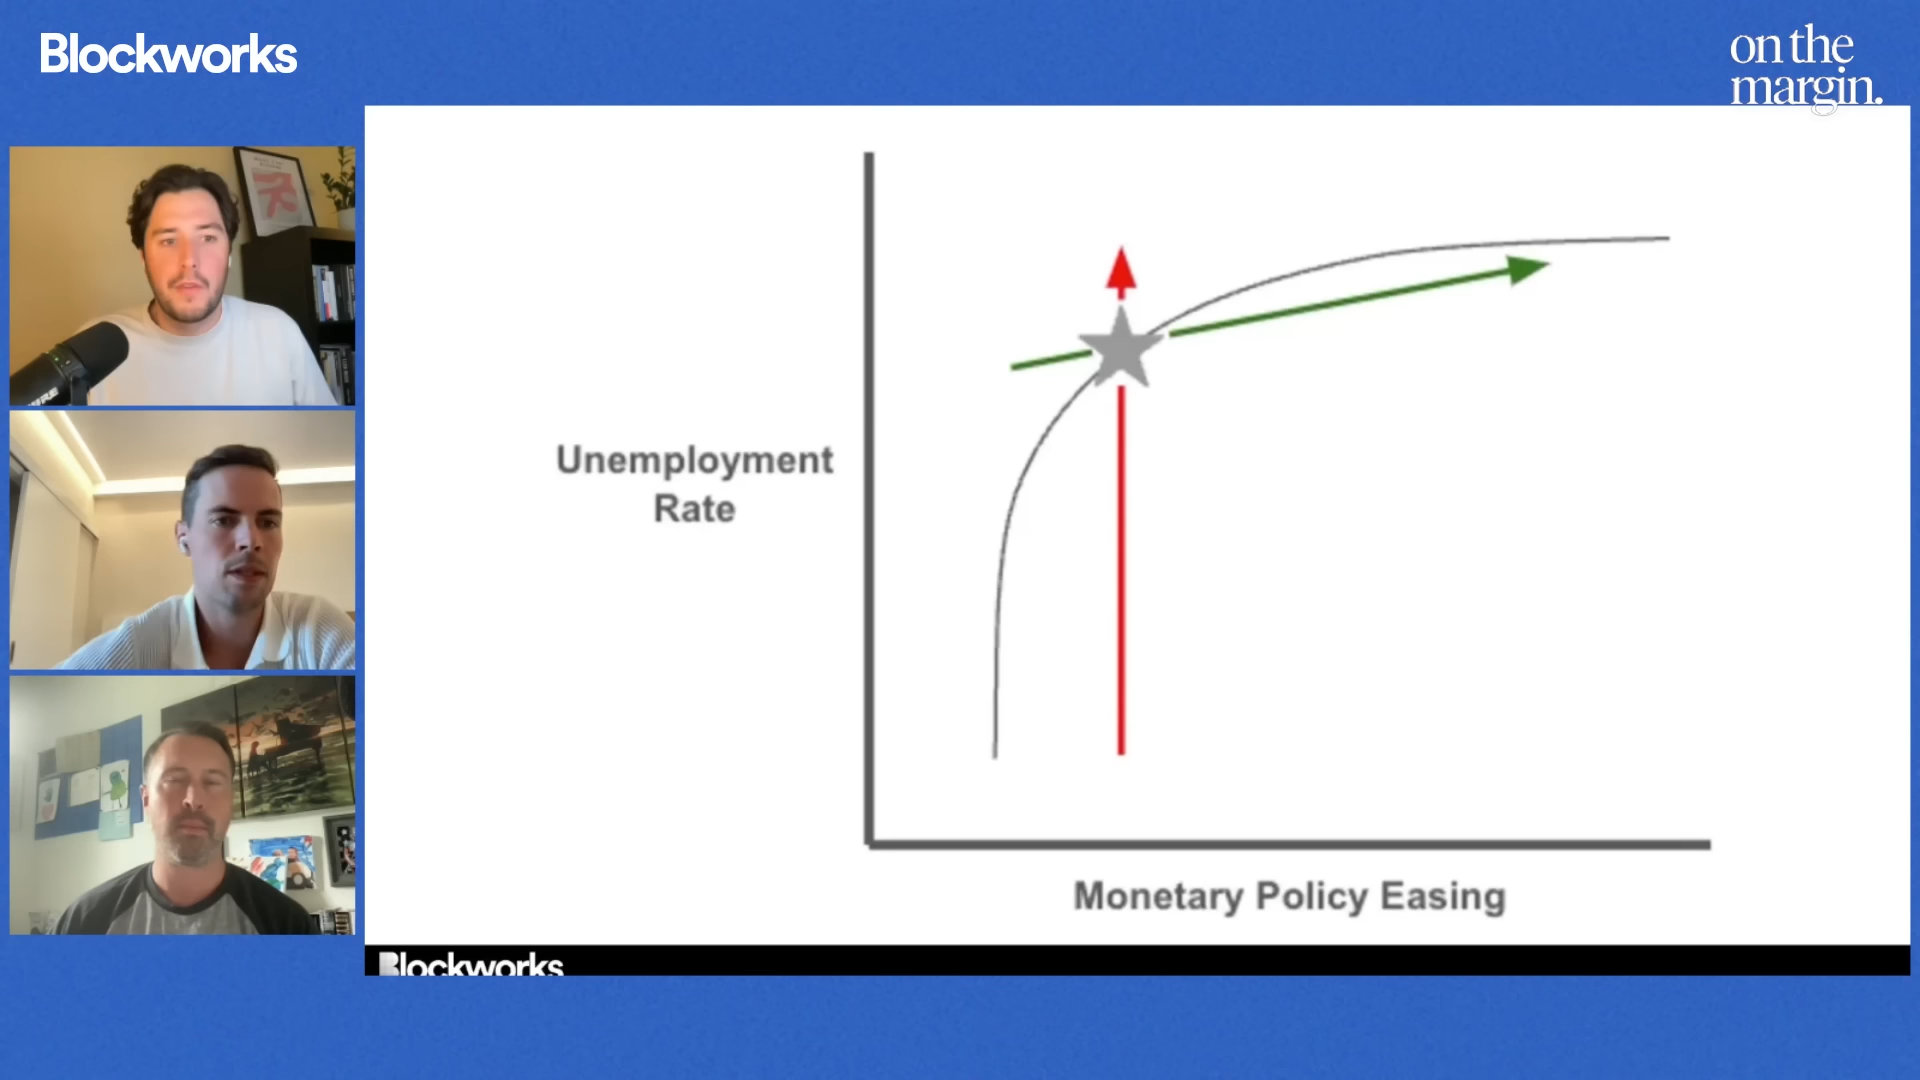 Blockworks
on the
margin.
Unemployment
Rate
Monetary Policy Easing
Blockworks